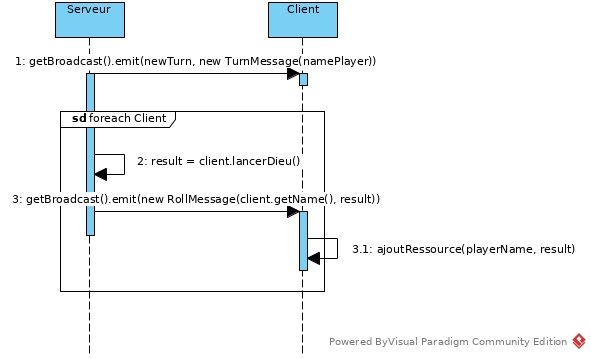 Serveur
Client
1: getBroadcast().emit(newTurn, new TurnMessage(namePlayer))
sd foreach Client
2: result = client.lancerDieu()
3: getBroadcast().emit(new RollMessage(client.getName(), result))
3.1: ajoutRessource(playerName, result)
Powered ByVisual Paradigm Community Edition